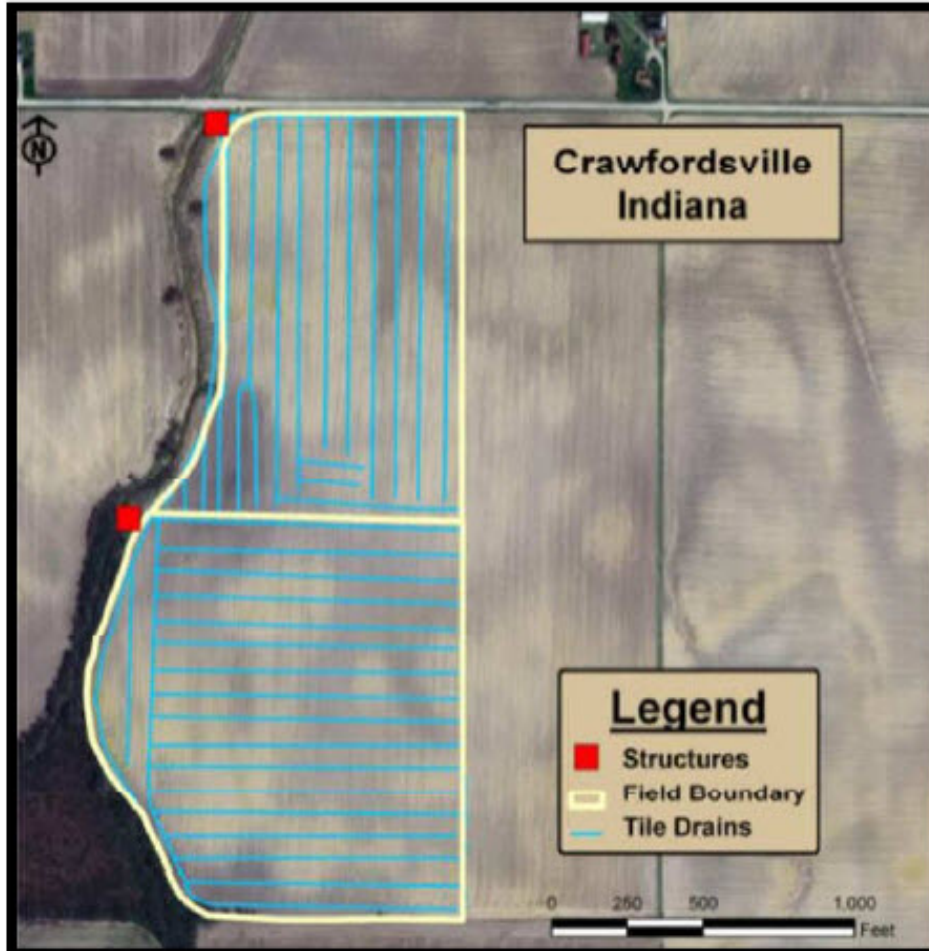 N
Crawfordsville
Indiana
Legend
Structures
Field Boundary
Tile Drains
0 250 500 1,000
Feet